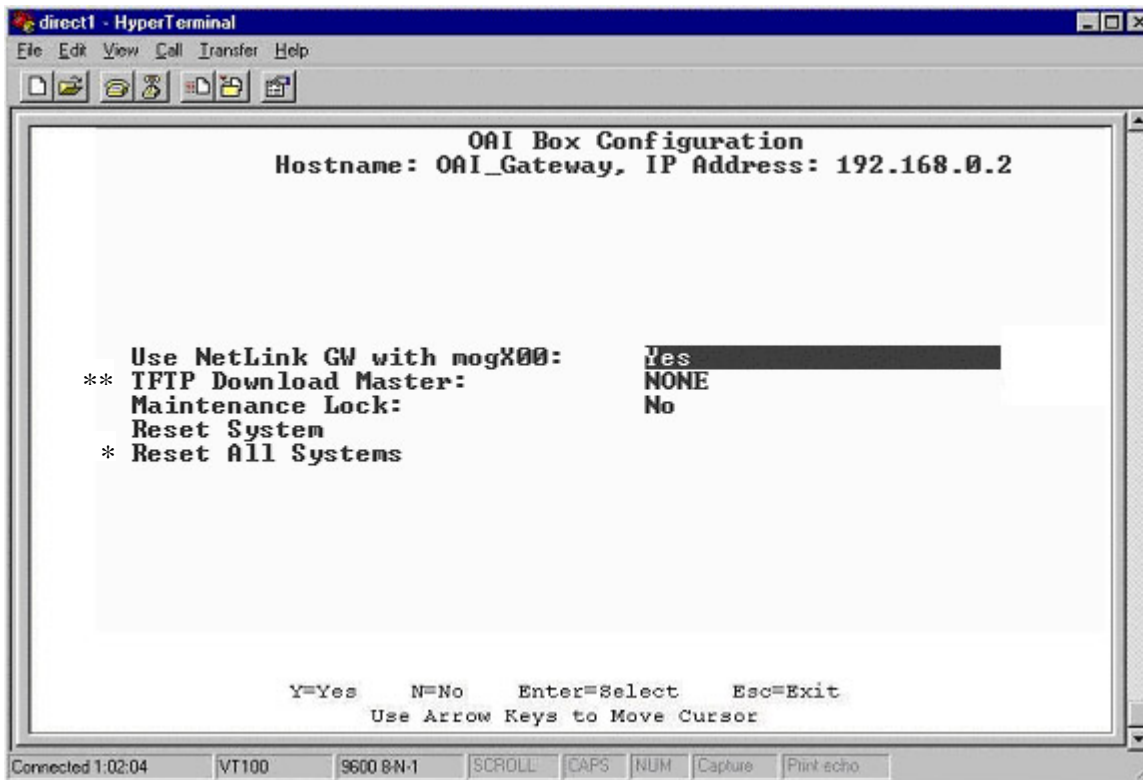 direct1 - HyperTerminal
File Edit View Call Transfer Help
OAI Box Configuration
Hostname: OAI_Gateway, IP Address: 192.168.0.2
Use NetLink GW with mogX00: Yes
** TFTP Download Master: NONE
Maintenance Lock: No
Reset System
* Reset All Systems
Y=Yes N=No Enter=Select Esc=Exit
Use Arrow Keys to Move Cursor
Connected 1:02:04 VT100 9600 8-N-1 SCROLL CAPS NUM Capture Print echo